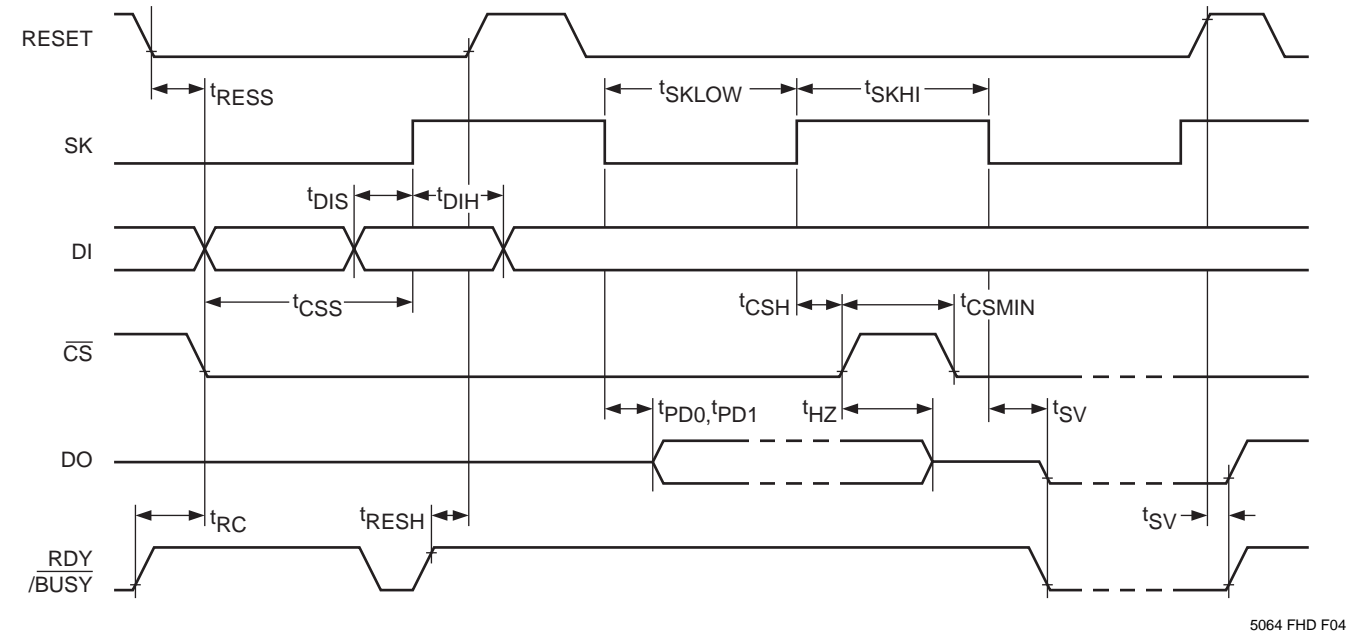 RESET
tRESS
tSKLOW
tSKHI
SK
tDIS
tDIH
DI
tCSS
tCSH
tCSMIN
CS
tPD0,tPD1
tHZ
tSV
DO
tRC
tRESH
tSV
RDY
/BUSY
5064 FHD F04